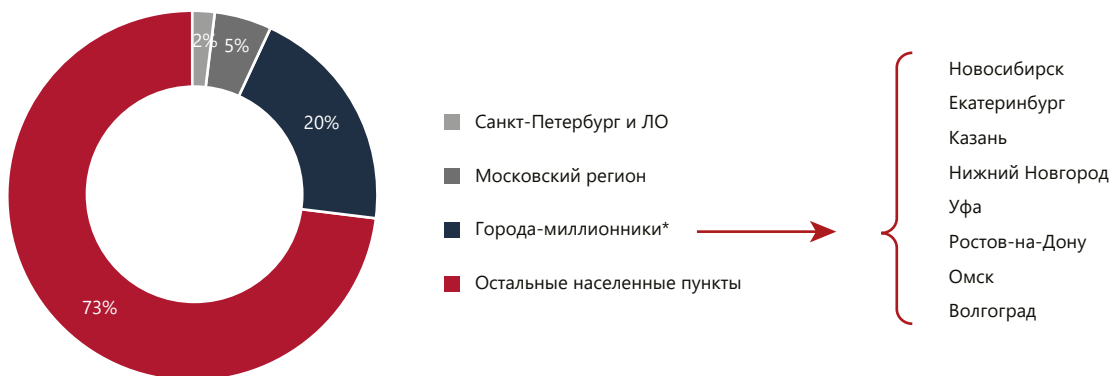 2%
5%
20%
73%
Санкт-Петербург и ЛО
Московский регион
Города-миллионники*
Остальные населенные пункты
Новосибирск
Екатеринбург
Казань
Нижний Новгород
Уфа
Ростов-на-Дону
Омск
Волгоград